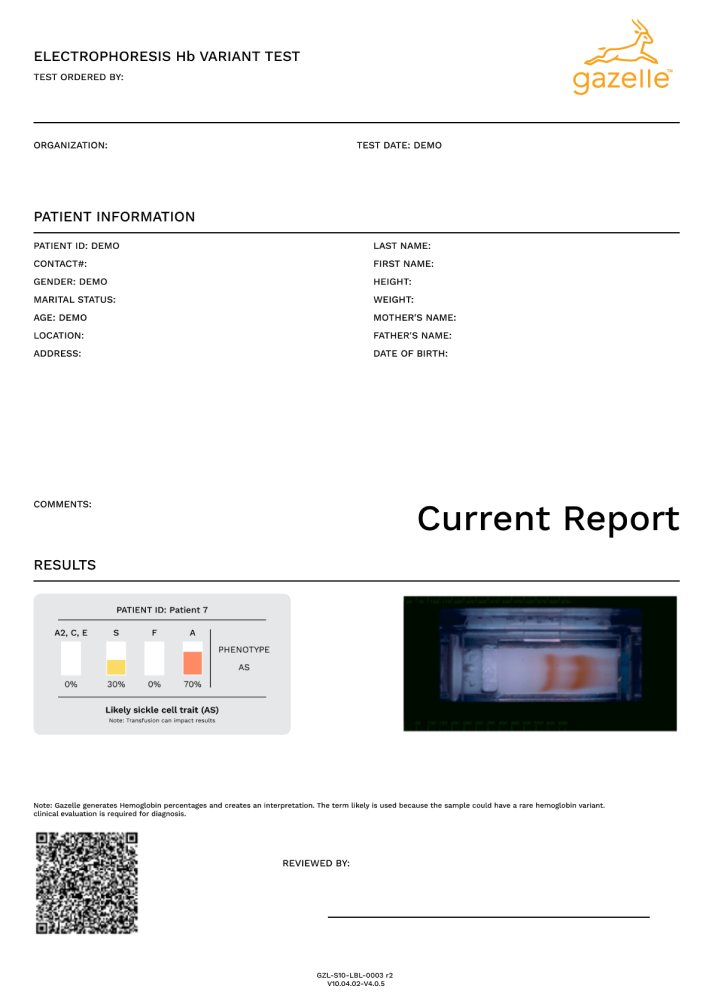 ELECTROPHORESIS Hb VARIANT TEST
TEST ORDERED BY:
gazelle™
ORGANIZATION:
TEST DATE: DEMO
PATIENT INFORMATION
PATIENT ID: DEMO
LAST NAME:
CONTACT#:
FIRST NAME:
GENDER: DEMO
HEIGHT:
MARITAL STATUS:
WEIGHT:
AGE: DEMO
MOTHER'S NAME:
LOCATION:
FATHER'S NAME:
ADDRESS:
DATE OF BIRTH:
COMMENTS:
Current Report
RESULTS
PATIENT ID: Patient 7
A2, C, E S F A
PHENOTYPE
AS
0% 30% 0% 70%
Likely sickle cell trait (AS)
Note: Transfusion can impact results
Note: Gazelle generates Hemoglobin percentages and creates an interpretation. The term likely is used because the sample could have a rare hemoglobin variant.
clinical evaluation is required for diagnosis.
REVIEWED BY:
GZL-S10-LBL-0003 r2
V10.04.02-V4.0.5